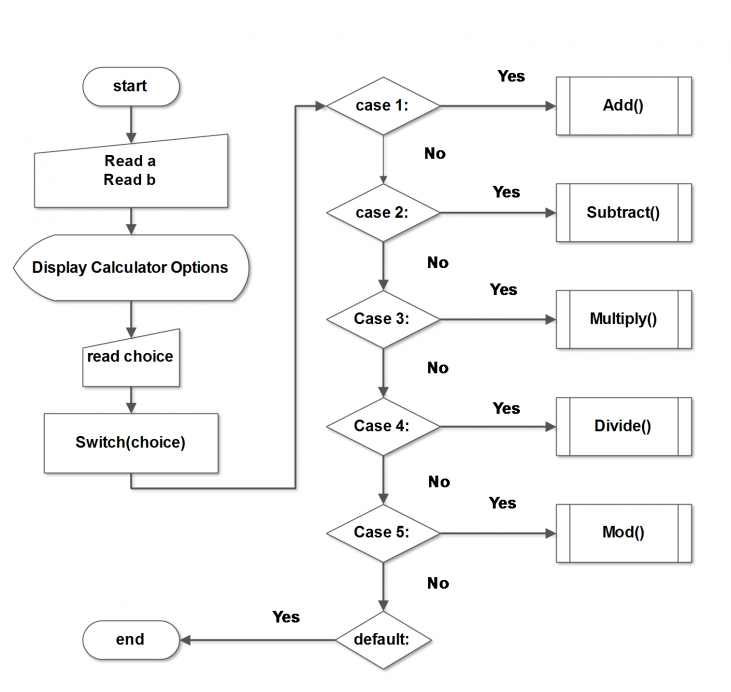 start
Read a
Read b
Display Calculator Options
read choice
Switch(choice)
case 1:
Yes
Add()
No
case 2:
Yes
Subtract()
No
Case 3:
Yes
Multiply()
No
Case 4:
Yes
Divide()
No
Case 5:
Yes
Mod()
No
default:
Yes
end